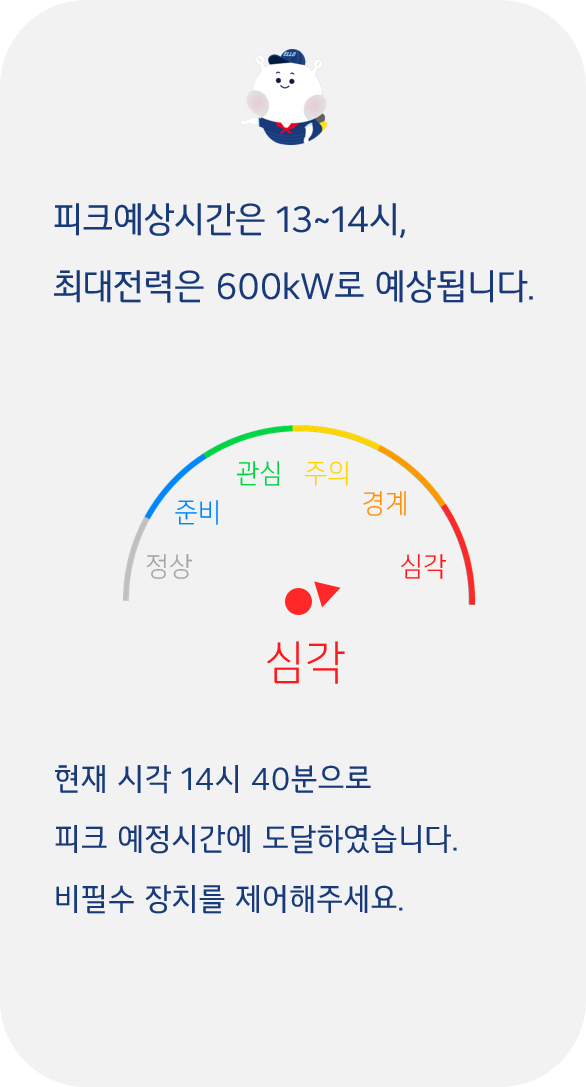 ELLO
피크예상시간은 13~14시,
최대전력은 600kW로 예상됩니다.
관심 주의
준비 경계
정상 심각
심각
현재 시각 14시 40분으로
피크 예정시간에 도달하였습니다.
비필수 장치를 제어해주세요.